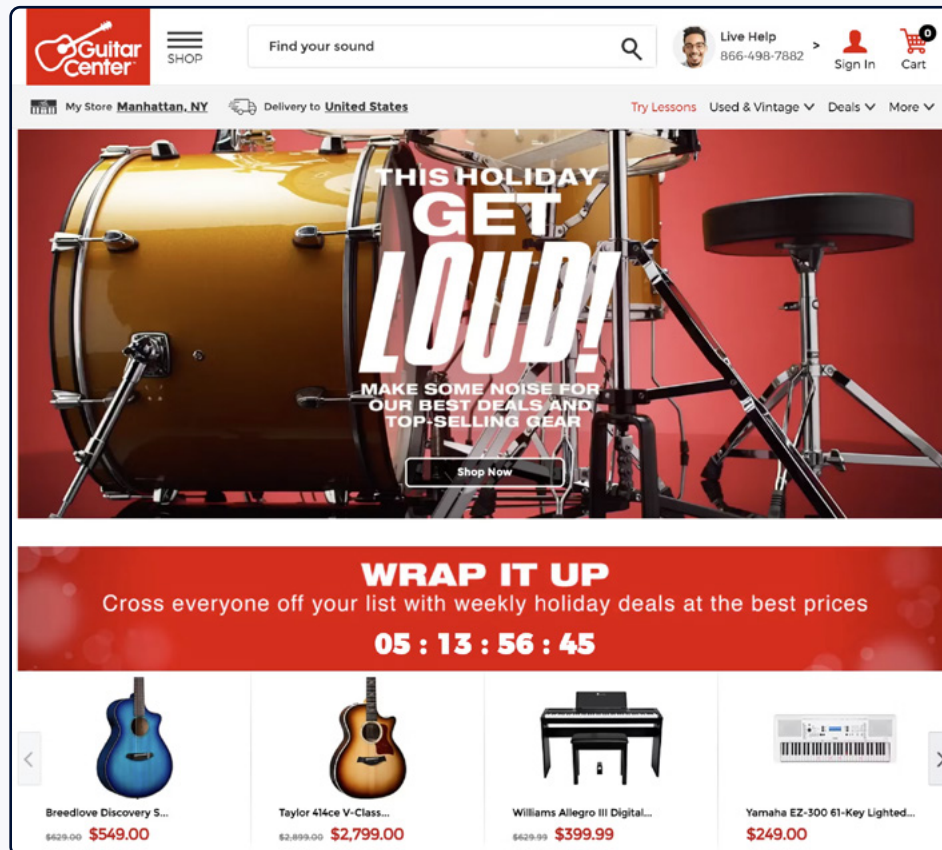 Guitar
Center
SHOP
Find your sound
Live Help
866-498-7882 >
Sign In
0
Cart
My Store Manhattan, NY
Delivery to United States
Try Lessons
Used & Vintage
Deals
More
THIS HOLIDAY
GET
LOUD!
MAKE SOME NOISE FOR
OUR BEST DEALS AND
TOP-SELLING GEAR
Shop Now
WRAP IT UP
Cross everyone off your list with weekly holiday deals at the best prices
05 : 13 : 56 : 45
Breedlove Discovery S...
$629.00 $549.00
Taylor 414ce V-Class...
$2,899.00 $2,799.00
Williams Allegro III Digital...
$629.99 $399.99
Yamaha EZ-300 61-Key Lighted...
$249.00